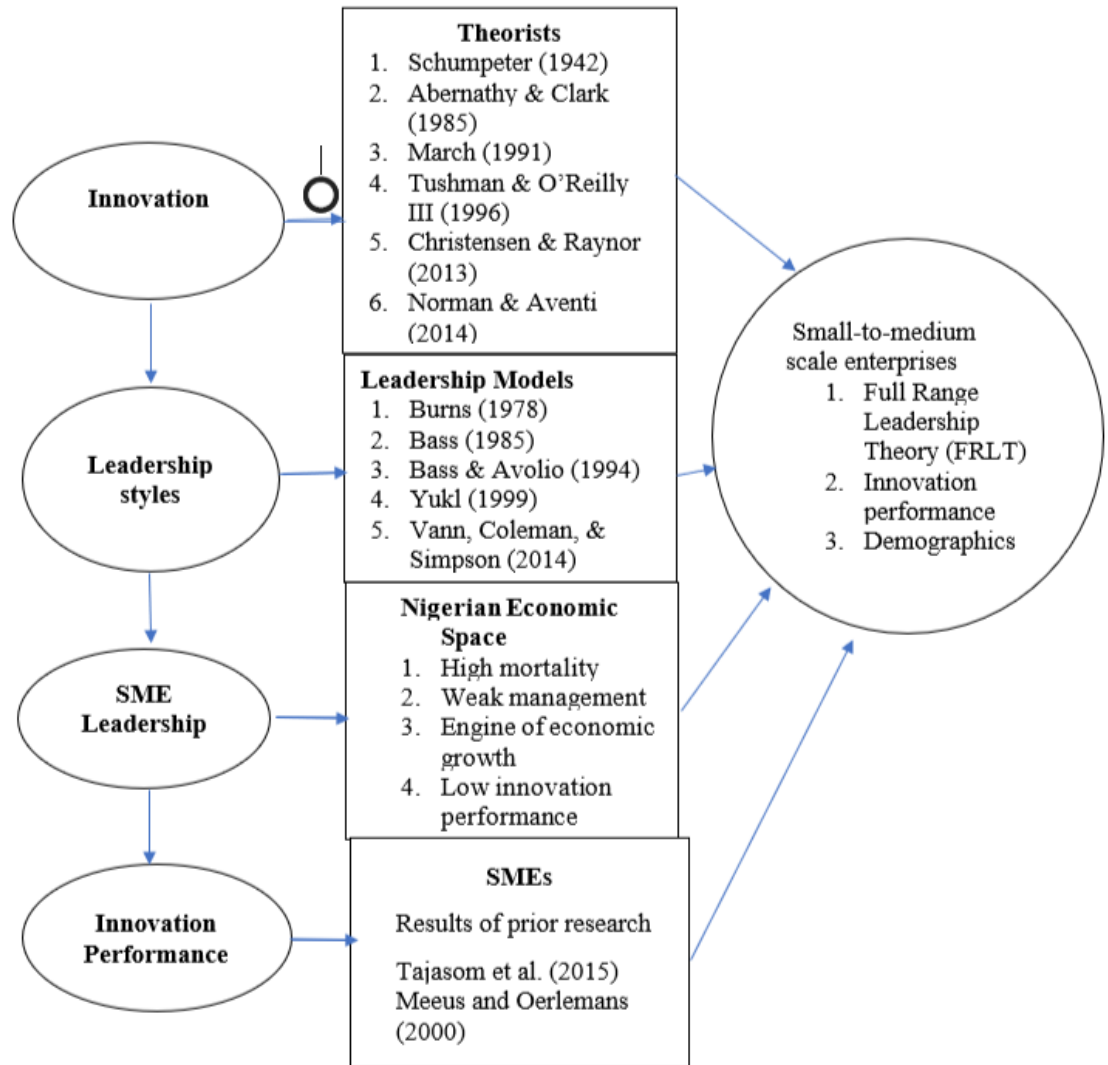 Innovation
Leadership
styles
SME
Leadership
Innovation
Performance
Theorists
1. Schumpeter (1942)
2. Abernathy & Clark
(1985)
3. March (1991)
4. Tushman & O’Reilly
III (1996)
5. Christensen & Raynor
(2013)
6. Norman & Aventi
(2014)
Leadership Models
1. Burns (1978)
2. Bass (1985)
3. Bass & Avolio (1994)
4. Yukl (1999)
5. Vann, Coleman, &
Simpson (2014)
Nigerian Economic
Space
1. High mortality
2. Weak management
3. Engine of economic
growth
4. Low innovation
performance
SMEs
Results of prior research
Tajasom et al. (2015)
Meeus and Oerlemans
(2000)
Small-to-medium
scale enterprises
1. Full Range
Leadership
Theory (FRLT)
2. Innovation
performance
3. Demographics